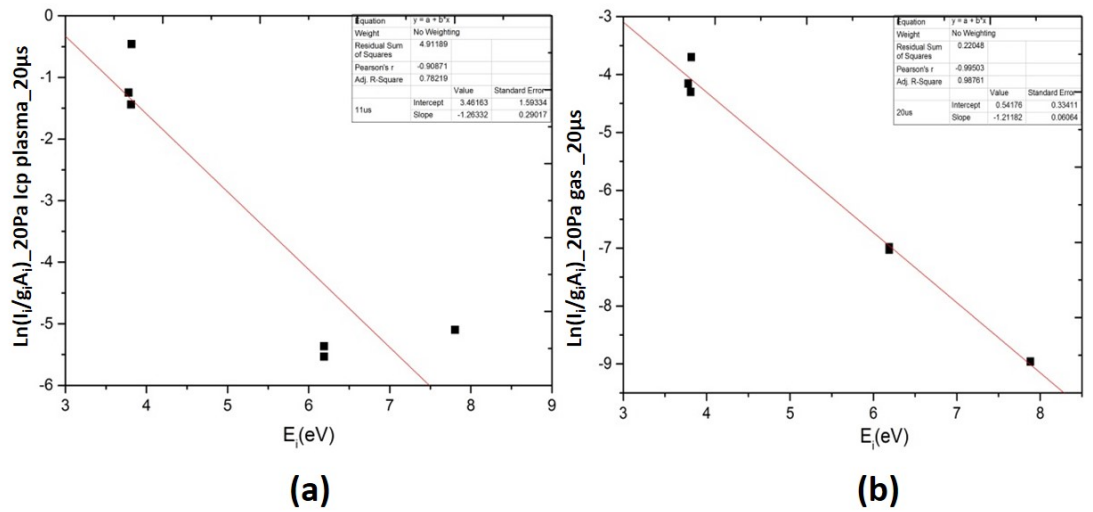 Ln(Ii/giAi)_20Pa Icp plasma_20µs
0
-1
-2
-3
-4
-5
-6
3 4 5 6 7 8 9
Ei(eV)
Equation y = a + b*x
Weight No Weighting
Residual Sum of Squares 4.91189
Pearson's r -0.90871
Adj. R-Square 0.78219
Value Standard Error
11us Intercept 3.46163 1.59334
Slope -1.26332 0.29017
(a)
Ln(Ii/giAi)_20Pa gas _20µs
-3
-4
-5
-6
-7
-8
-9
3 4 5 6 7 8
Ei(eV)
Equation y = a + b*x
Weight No Weighting
Residual Sum of Squares 0.22048
Pearson's r -0.99503
Adj. R-Square 0.98761
Value Standard Error
20us Intercept 0.54176 0.33411
Slope -1.21182 0.06064
(b)